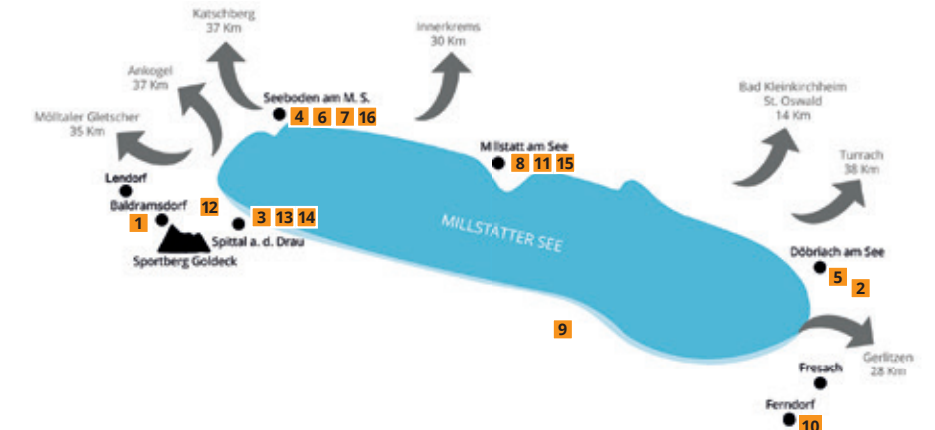 Katschberg
37 Km
Innerkrems
30 Km
Ankogel
37 Km
Seeboden am M. S.
4 6 7 16
Bad Kleinkirchheim
St. Oswald
14 Km
Mölltaler Gletscher
35 Km
Millstatt am See
8 11 15
Turrach
38 Km
Lendorf
Baldramsdorf
1
12
3 13 14
Spittal a. d. Drau
Sportberg Goldeck
MILLSTÄTTER SEE
Döbriach am See
5
2
9
Gerlitzen
28 Km
Fresach
Ferndorf
10